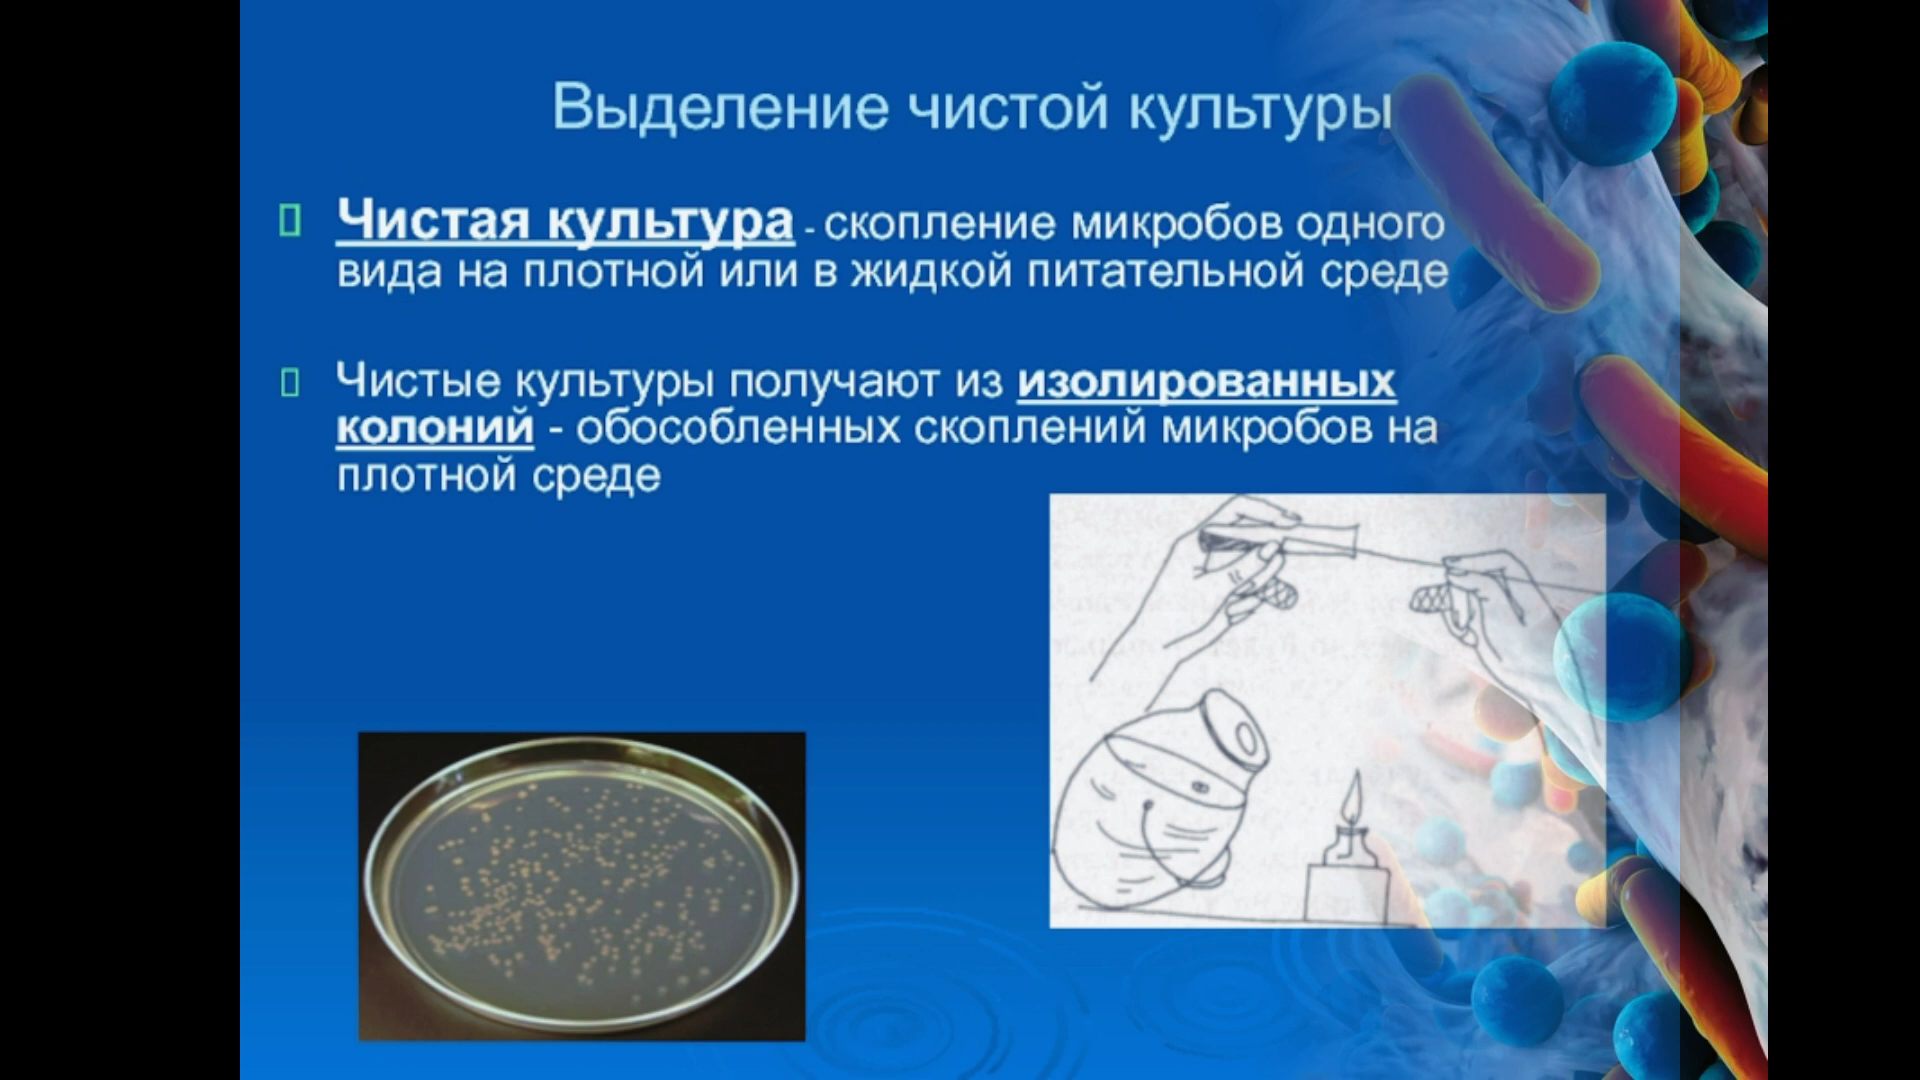 Выделение чистой культуры
Чистая культура - скопление микробов одного
вида на плотной или в жидкой питательной среде
Чистые культуры получают из изолированных
колоний - обособленных скоплений микробов на
плотной среде